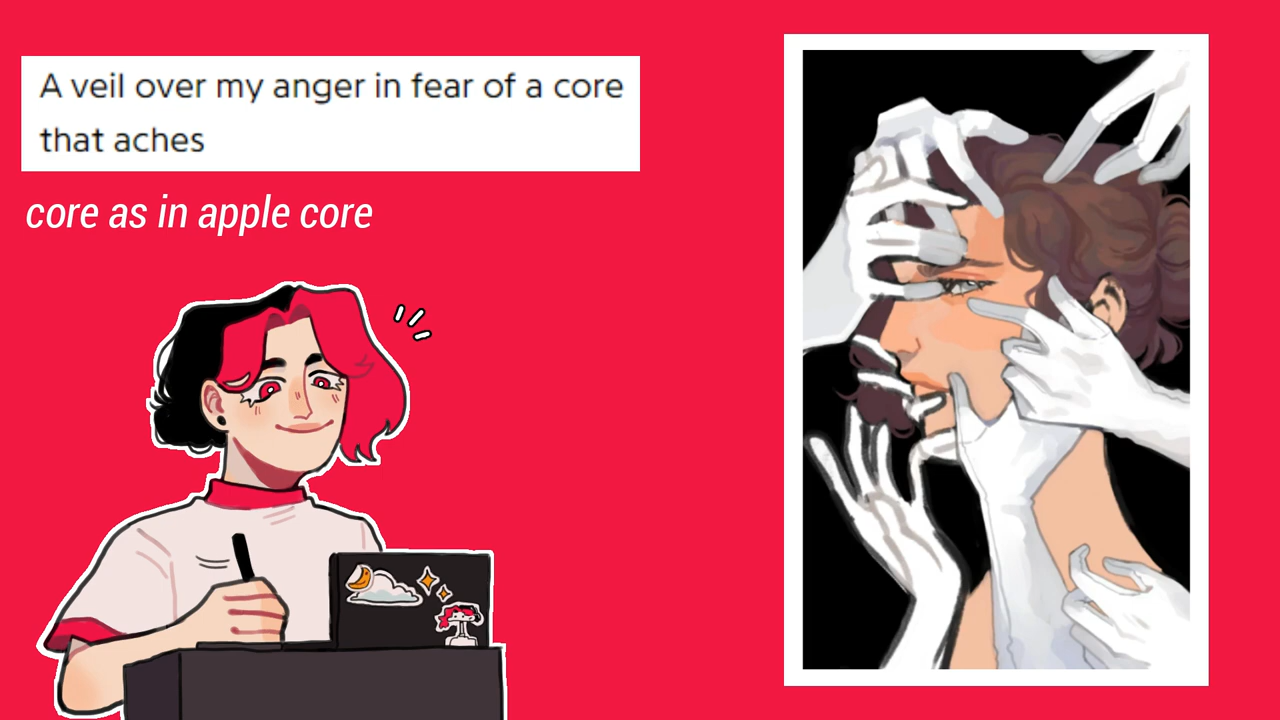 A veil over my anger in fear of a core
that aches
core as in apple core